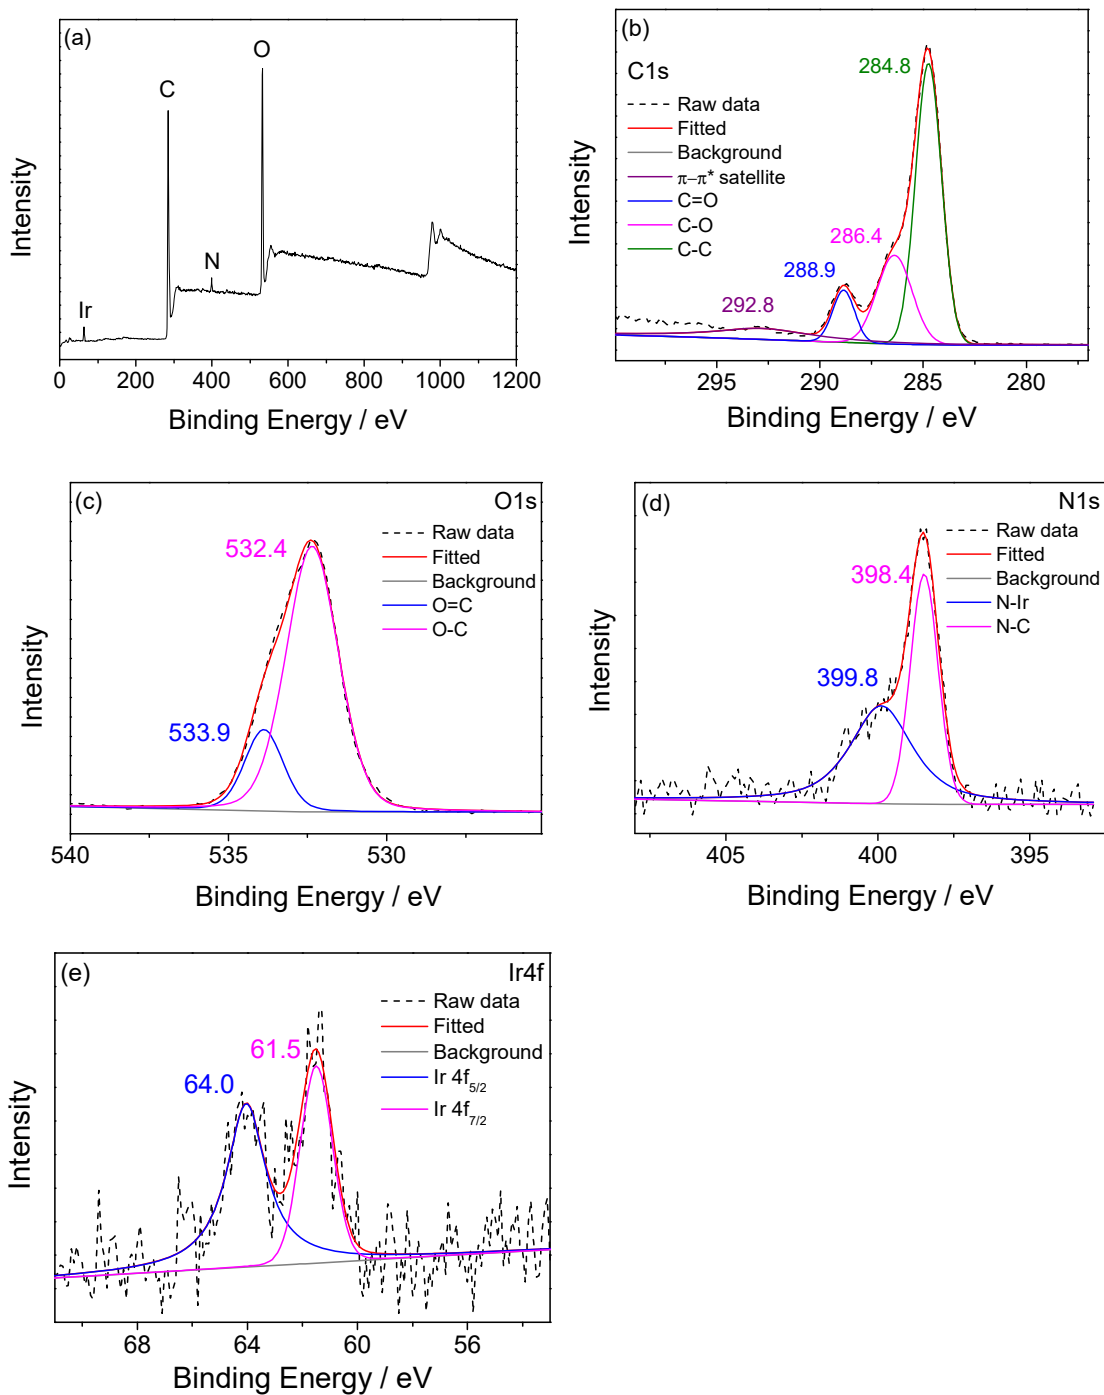 (a)
O
C
N
Ir
Intensity
0 200 400 600 800 1000 1200
Binding Energy / eV
(b)
C1s
284.8
Raw data
Fitted
Background
π–π* satellite
C=O
C-O
C-C
286.4
288.9
292.8
Intensity
295 290 285 280
Binding Energy / eV
(c)
O1s
Raw data
Fitted
Background
O=C
O-C
532.4
533.9
Intensity
540 535 530
Binding Energy / eV
(d)
N1s
Raw data
Fitted
Background
N-Ir
N-C
398.4
399.8
Intensity
405 400 395
Binding Energy / eV
(e)
Ir4f
Raw data
Fitted
Background
Ir 4f5/2
Ir 4f7/2
61.5
64.0
Intensity
68 64 60 56
Binding Energy / eV